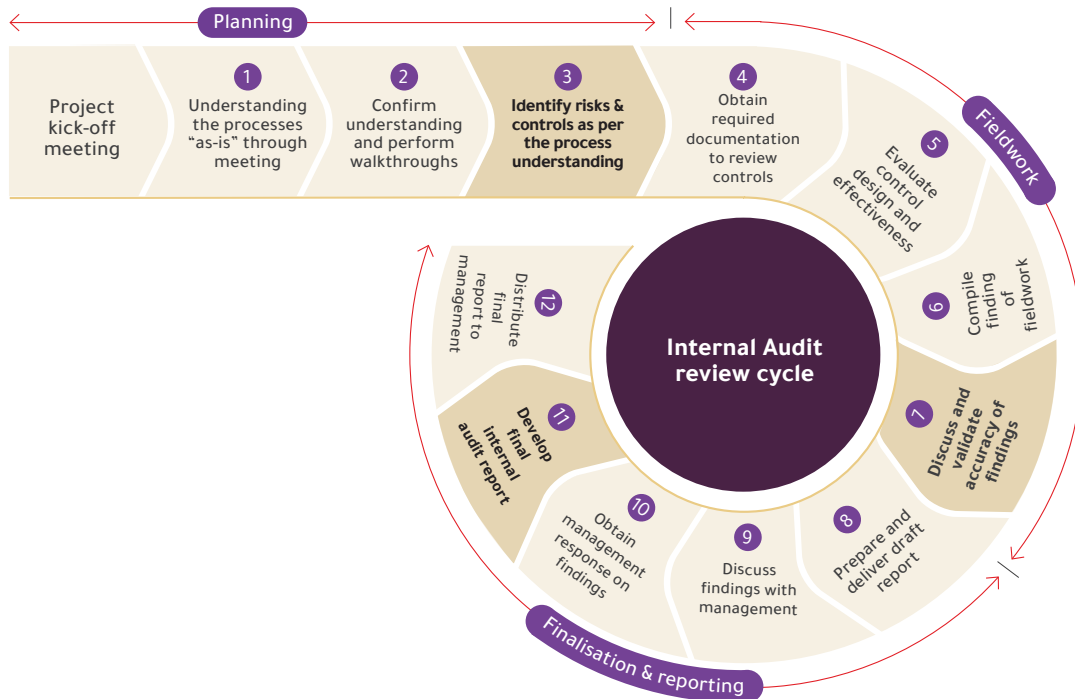 Planning
Project
kick-off
meeting
1
Understanding
the processes
"as-is" through
meeting
2
Confirm
understanding
and perform
walkthroughs
3
Identify risks &
controls as per
the process
understanding
4
Obtain
required
documentation
to review
controls
Fieldwork
5
Evaluate
control
design and
effectiveness
6
Compile
finding
of
fieldwork
7
Discuss and
validate
accuracy of
findings
8
Prepare and
deliver draft
report
9
Discuss
findings with
management
10
Obtain
management
response on
findings
11
Develop
final
internal
audit report
12
Distribute
final
report to
management
Finalisation & reporting
Internal Audit
review cycle